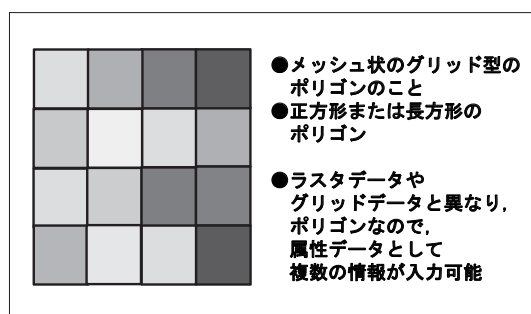 ●メッシュ状のグリッド型の
ポリゴンのこと
●正方形または長方形の
ポリゴン
●ラスタデータや
グリッドデータと異なり，
ポリゴンなので，
属性データとして
複数の情報が入力可能